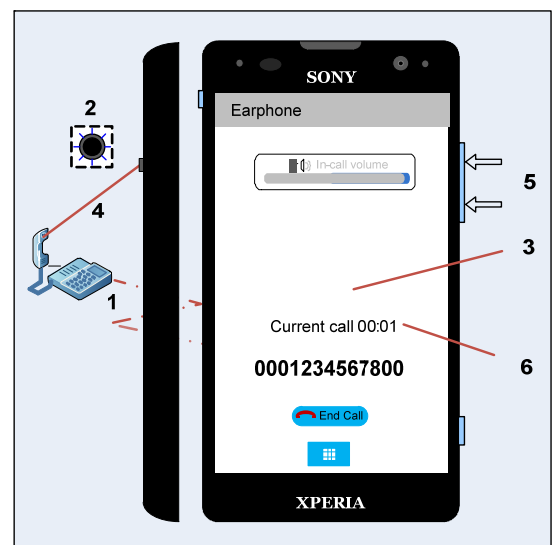 SONY
2
Earphone
In-call volume
5
4
3
1
Current call 00:01
6
0001234567800
End Call
XPERIA